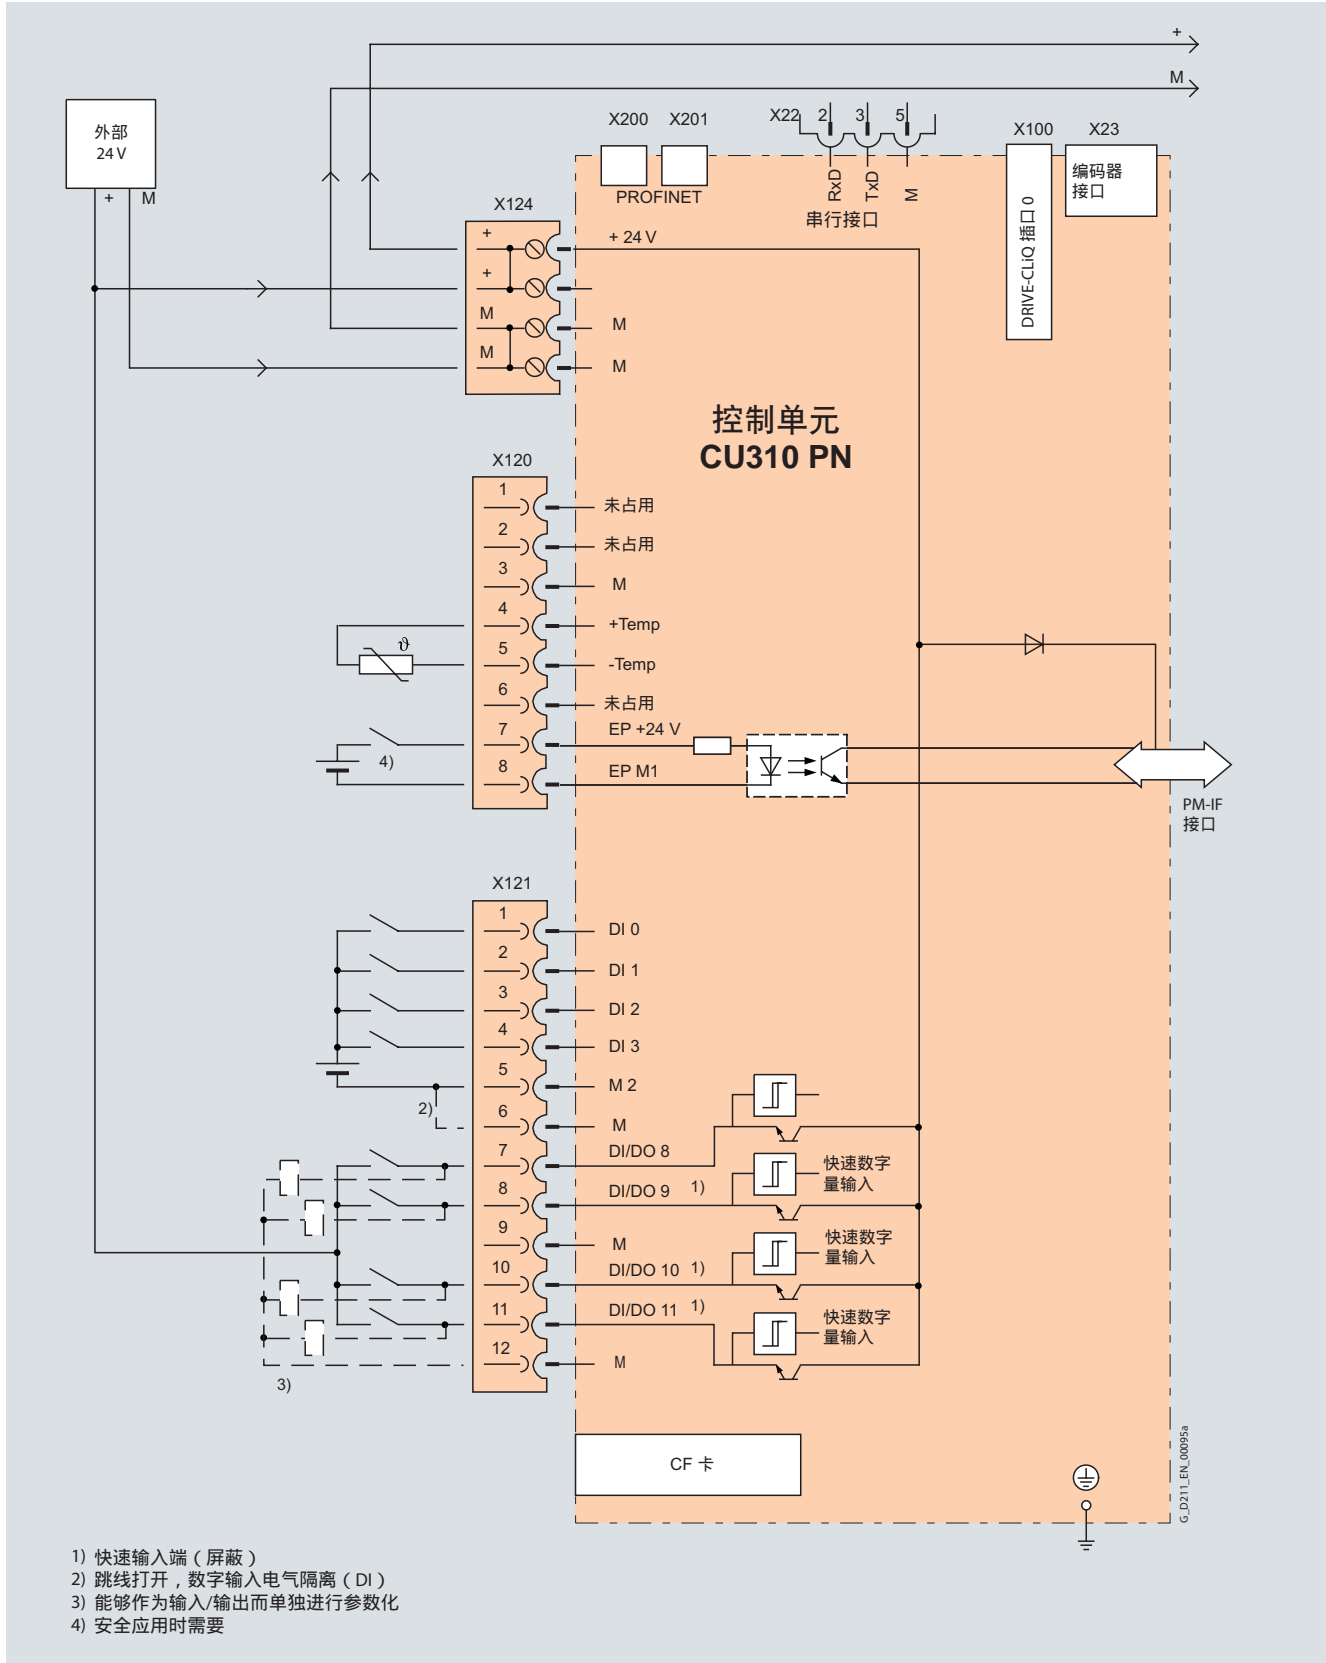 +
M
外部
24 V
+ M
X200 X201
PROFINET
X22 2 3 5
RxD
TxD
M
串行接口
X100
DRIVE-CLiQ 插口 0
X23
编码器
接口
X124
+
+
M
M
+ 24 V
M
M
控制单元
CU310 PN
X120
1 未占用
2 未占用
3 M
4 +Temp
ϑ
5 -Temp
6 未占用
7 EP +24 V
4)
8 EP M1
PM-IF
接口
X121
1 DI 0
2 DI 1
3 DI 2
4 DI 3
5 M 2
2)
6 M
7 DI/DO 8
8 DI/DO 9 1)
快速数字
量输入
9 M
10 DI/DO 10 1)
快速数字
量输入
11 DI/DO 11 1)
快速数字
量输入
12 M
3)
CF 卡
G_D211_EN_00095a
1) 快速输入端（屏蔽）
2) 跳线打开，数字输入电气隔离（DI）
3) 能够作为输入/输出而单独进行参数化
4) 安全应用时需要